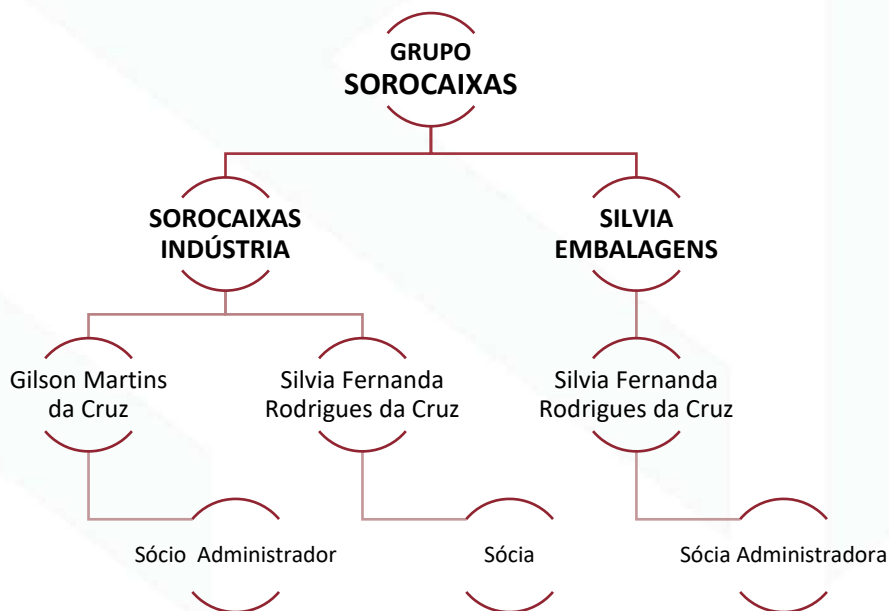 GRUPO
SOROCAIXAS
SOROCAIXAS
INDÚSTRIA
SILVIA
EMBALAGENS
Gilson Martins
da Cruz
Silvia Fernanda
Rodrigues da Cruz
Silvia Fernanda
Rodrigues da Cruz
Sócio Administrador
Sócia
Sócia Administradora